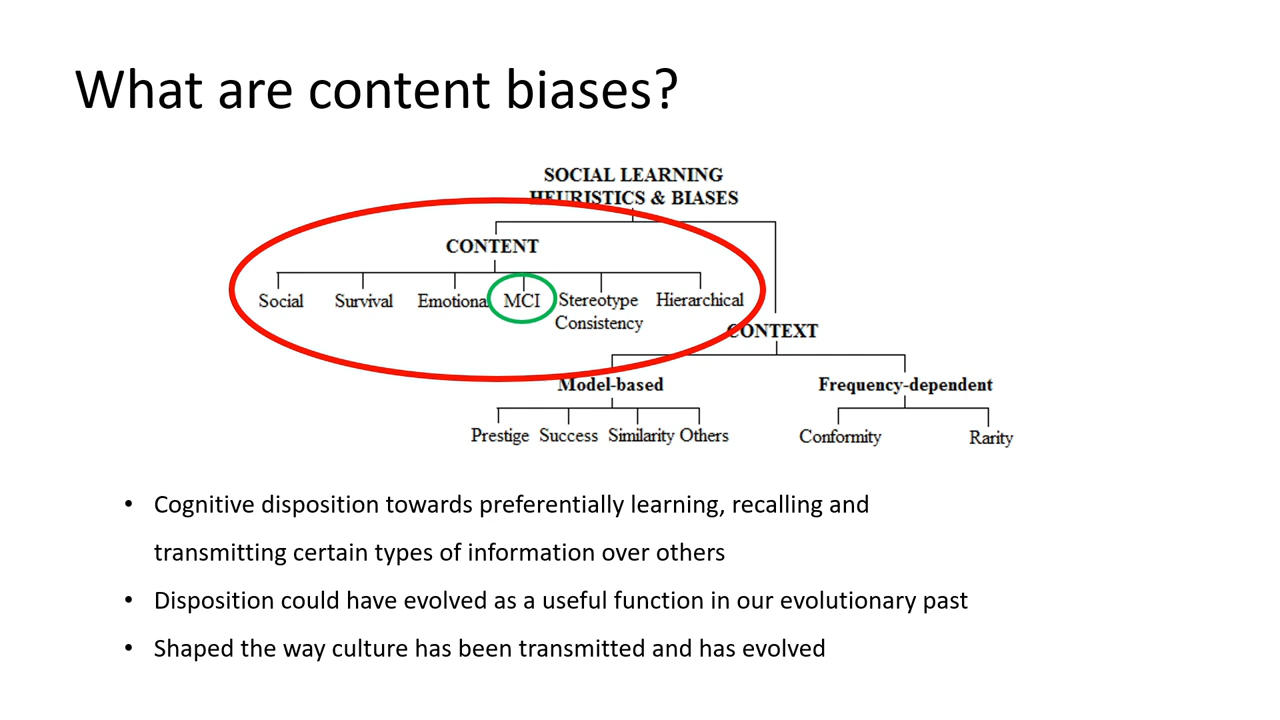 What are content biases?
SOCIAL LEARNING
HEURISTICS & BIASES
CONTENT
Social Survival Emotional MCI Stereotype Consistency Hierarchical
CONTEXT
Model-based Frequency-dependent
Prestige Success Similarity Others Conformity Rarity
• Cognitive disposition towards preferentially learning, recalling and
transmitting certain types of information over others
• Disposition could have evolved as a useful function in our evolutionary past
• Shaped the way culture has been transmitted and has evolved